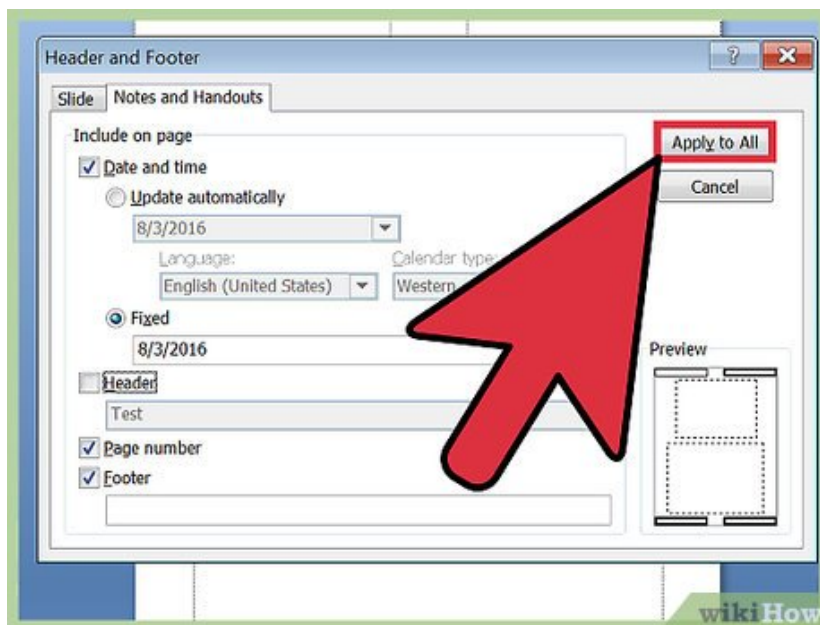 Header and Footer
Slide Notes and Handouts
Include on page
Apply to All
Date and time
Cancel
Update automatically
8/3/2016
Language: Calendar type:
English (United States) Western
Fixed
8/3/2016
Preview
Header
Test
Page number
Footer
wikiHow